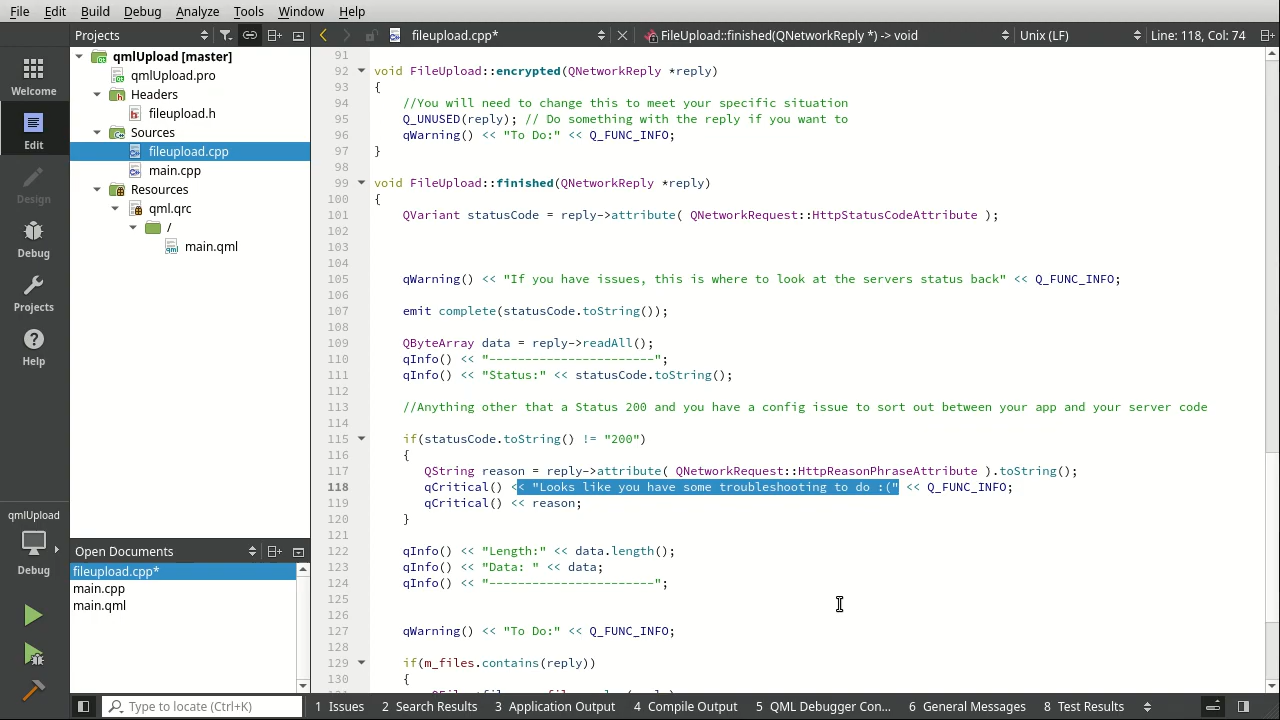 File Edit Build Debug Analyze Tools Window Help
Projects fileupload.cpp* FileUpload::finished(QNetworkReply *) -> void Unix (LF) Line: 118, Col: 74
Welcome
Edit
Design
Debug
Projects
Help
qmlUpload
Debug
qmlUpload [master]
qmlUpload.pro
Headers
fileupload.h
Sources
fileupload.cpp
main.cpp
Resources
qml.qrc
/
main.qml
Open Documents
fileupload.cpp*
main.cpp
main.qml
91
92 void FileUpload::encrypted(QNetworkReply *reply)
93 {
94 //You will need to change this to meet your specific situation
95 Q_UNUSED(reply); // Do something with the reply if you want to
96 qWarning() << "To Do:" << Q_FUNC_INFO;
97 }
98
99 void FileUpload::finished(QNetworkReply *reply)
100 {
101 QVariant statusCode = reply->attribute( QNetworkRequest::HttpStatusCodeAttribute );
102
103
104
105 qWarning() << "If you have issues, this is where to look at the servers status back" << Q_FUNC_INFO;
106
107 emit complete(statusCode.toString());
108
109 QByteArray data = reply->readAll();
110 qInfo() << "-----------------------";
111 qInfo() << "Status:" << statusCode.toString();
112
113 //Anything other that a Status 200 and you have a config issue to sort out between your app and your server code
114
115 if(statusCode.toString() != "200")
116 {
117 QString reason = reply->attribute( QNetworkRequest::HttpReasonPhraseAttribute ).toString();
118 qCritical() << "Looks like you have some troubleshooting to do :(" << Q_FUNC_INFO;
119 qCritical() << reason;
120 }
121
122 qInfo() << "Length:" << data.length();
123 qInfo() << "Data: " << data;
124 qInfo() << "-----------------------";
125
126
127 qWarning() << "To Do:" << Q_FUNC_INFO;
128
129 if(m_files.contains(reply))
130 {
Type to locate (Ctrl+K) 1 Issues 2 Search Results 3 Application Output 4 Compile Output 5 QML Debugger Con... 6 General Messages 8 Test Results